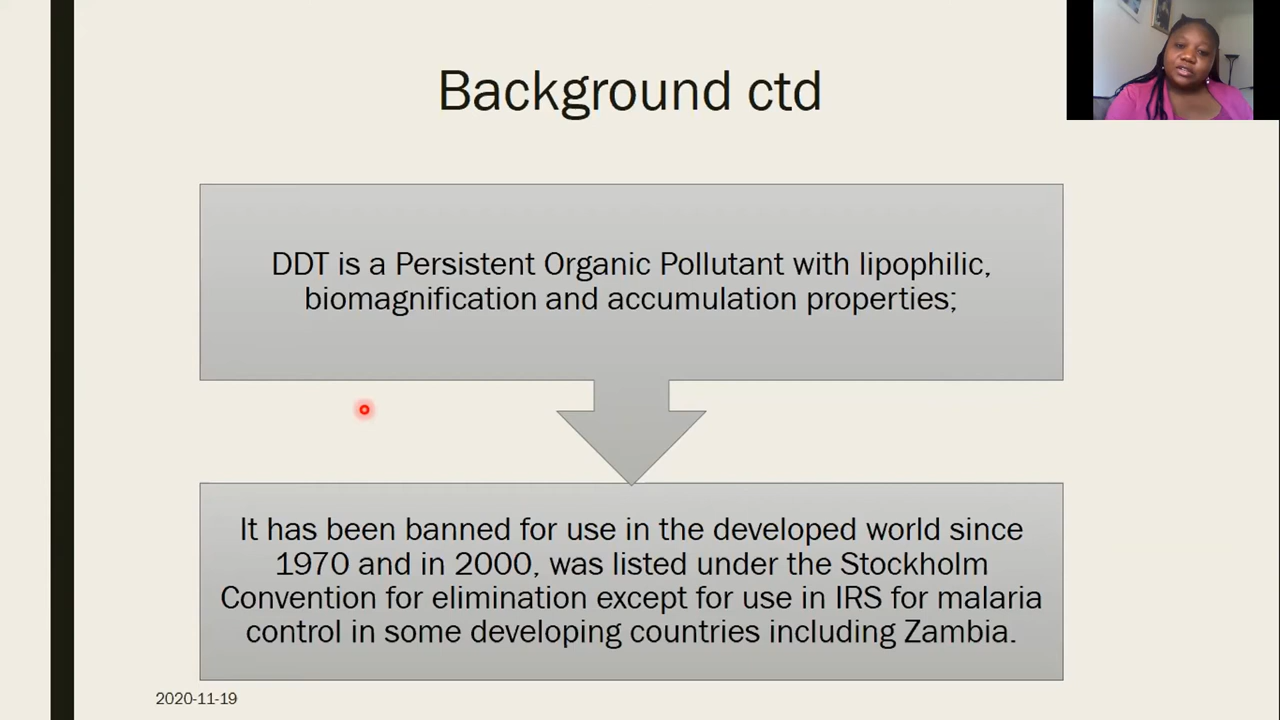 Background ctd
DDT is a Persistent Organic Pollutant with lipophilic,
biomagnification and accumulation properties;
It has been banned for use in the developed world since
1970 and in 2000, was listed under the Stockholm
Convention for elimination except for use in IRS for malaria
control in some developing countries including Zambia.
2020-11-19